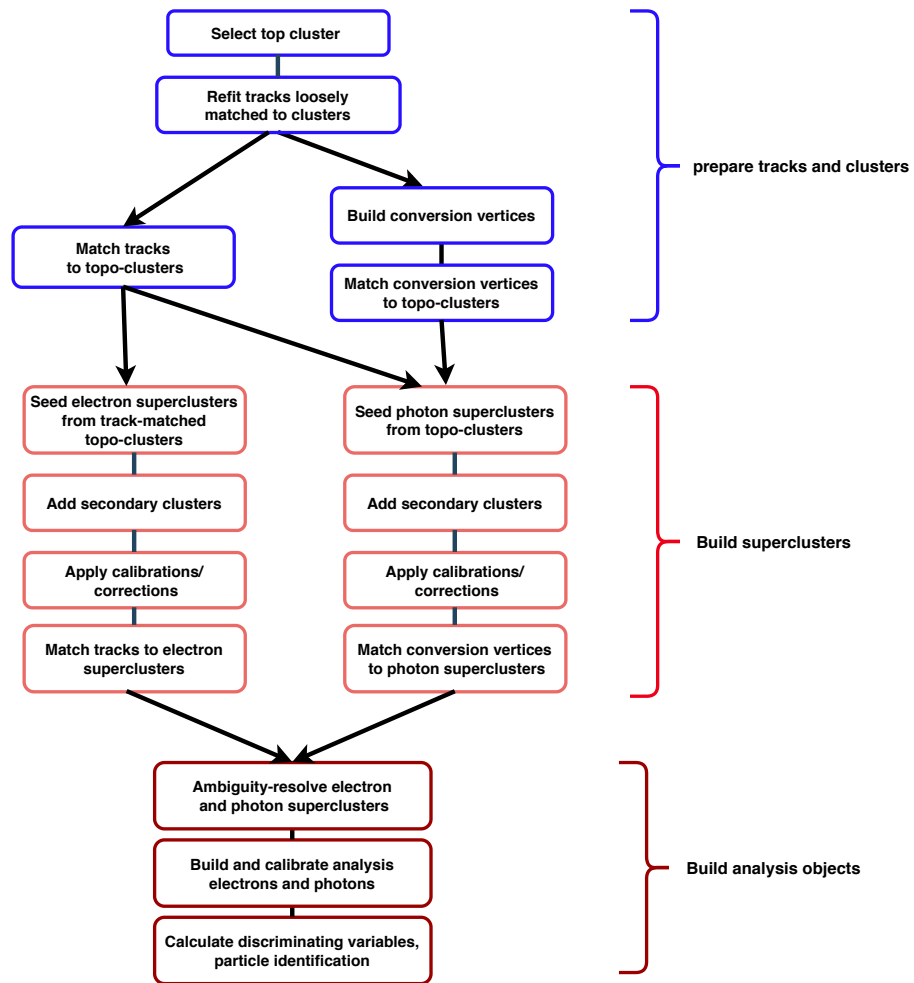 Select top cluster
Refit tracks loosely
matched to clusters
prepare tracks and clusters
Build conversion vertices
Match tracks
to topo-clusters
Match conversion vertices
to topo-clusters
Seed electron superclusters
from track-matched
topo-clusters
Seed photon superclusters
from topo-clusters
Add secondary clusters
Add secondary clusters
Build superclusters
Apply calibrations/
corrections
Apply calibrations/
corrections
Match tracks to electron
superclusters
Match conversion vertices
to photon superclusters
Ambiguity-resolve electron
and photon superclusters
Build and calibrate analysis
electrons and photons
Build analysis objects
Calculate discriminating variables,
particle identification